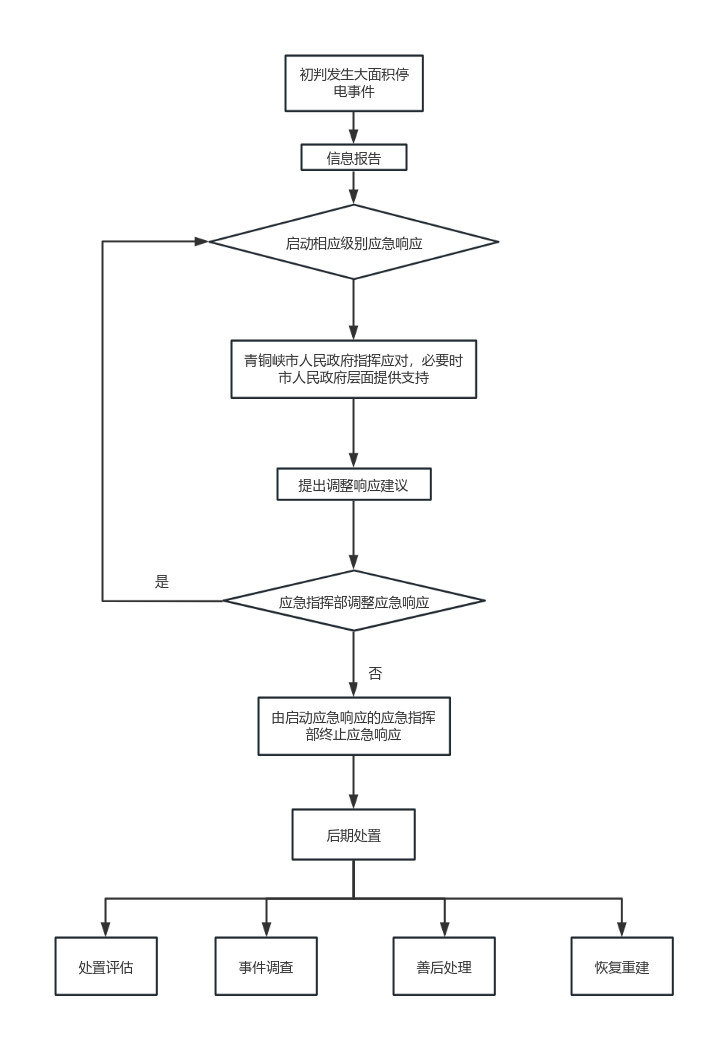 初判发生大面积停
电事件
信息报告
启动相应级别应急响应
青铜峡市人民政府指挥应对，必要时
市人民政府层面提供支持
提出调整响应建议
是
应急指挥部调整应急响应
否
由启动应急响应的应急指挥
部终止应急响应
后期处置
处置评估
事件调查
善后处理
恢复重建